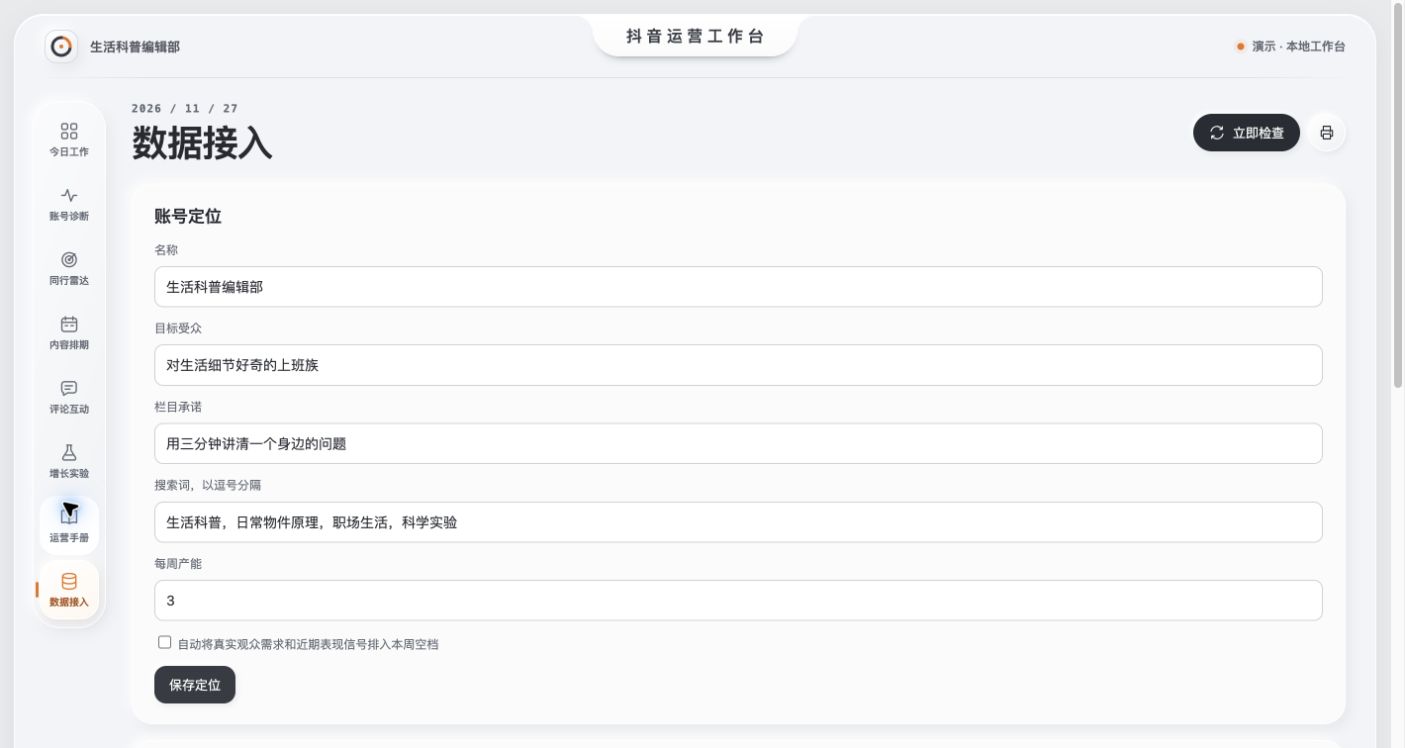 生活科普编辑部
抖音运营工作台
演示 · 本地工作台
今日工作
账号诊断
同行雷达
内容排期
评论互动
增长实验
运营手册
数据接入
2026 / 11 / 27
数据接入
立即检查
账号定位
名称
生活科普编辑部
目标受众
对生活细节好奇的上班族
栏目承诺
用三分钟讲清一个身边的问题
搜索词，以逗号分隔
生活科普，日常物件原理，职场生活，科学实验
每周产能
3
自动将真实观众需求和近期表现信号排入本周空档
保存定位